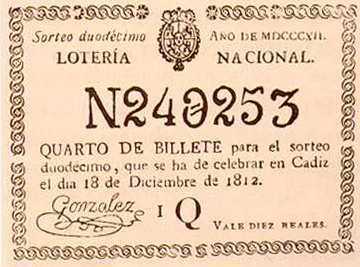 Sorteo duodécimo AÑO DE MDCCCXII.
LOTERÍA NACIONAL.
N240253
QUARTO DE BILLETE para el sorteo
duodecimo, que se ha de celebrar en Cadiz
el dia 18 de Diciembre de 1812.
Gonzalez I Q
VALE DIEZ REALES.